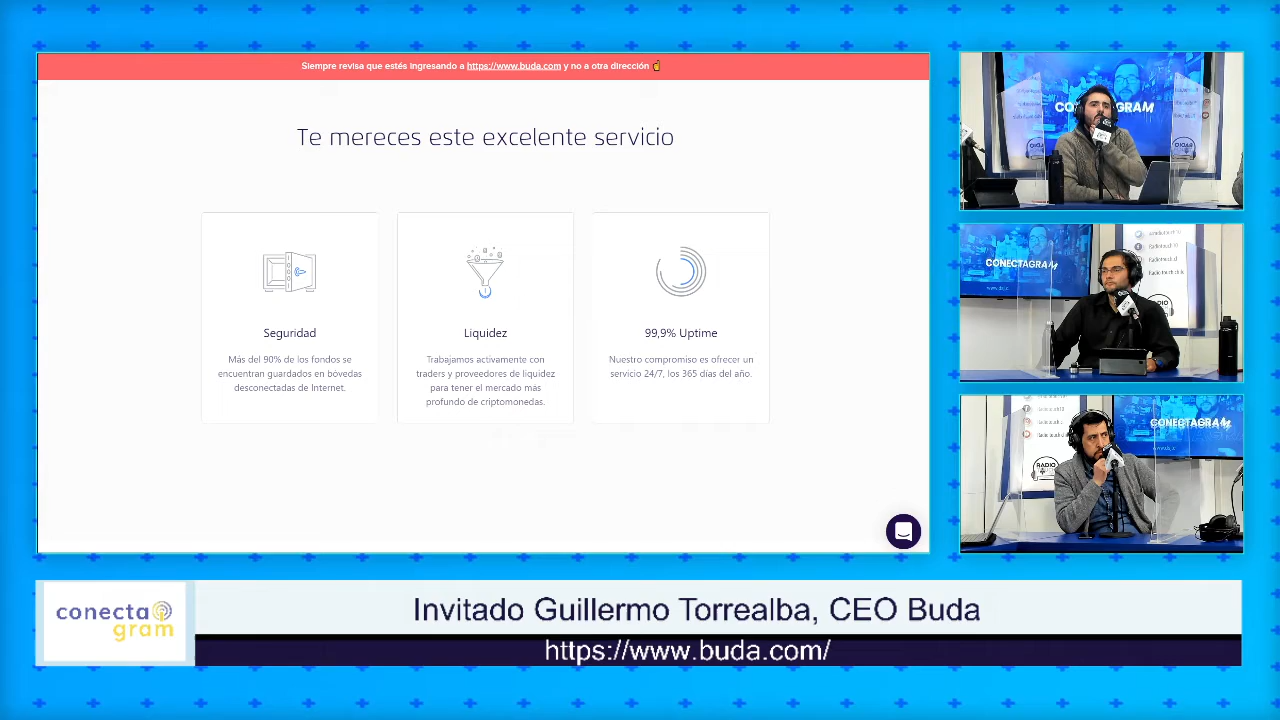 Siempre revisa que estés ingresando a https://www.buda.com y no a otra dirección
Te mereces este excelente servicio
Seguridad
Más del 90% de los fondos se
encuentran guardados en bóvedas
desconectadas de Internet.
Liquidez
Trabajamos activamente con
traders y proveedores de liquidez
para tener el mercado más
profundo de criptomonedas.
99,9% Uptime
Nuestro compromiso es ofrecer un
servicio 24/7, los 365 días del año.
CONECTAGRAM
CONECTAGRAM
Radiotouch.cl
CONECTAGRAM
RADIO
conecta
gram
Invitado Guillermo Torrealba, CEO Buda
https://www.buda.com/